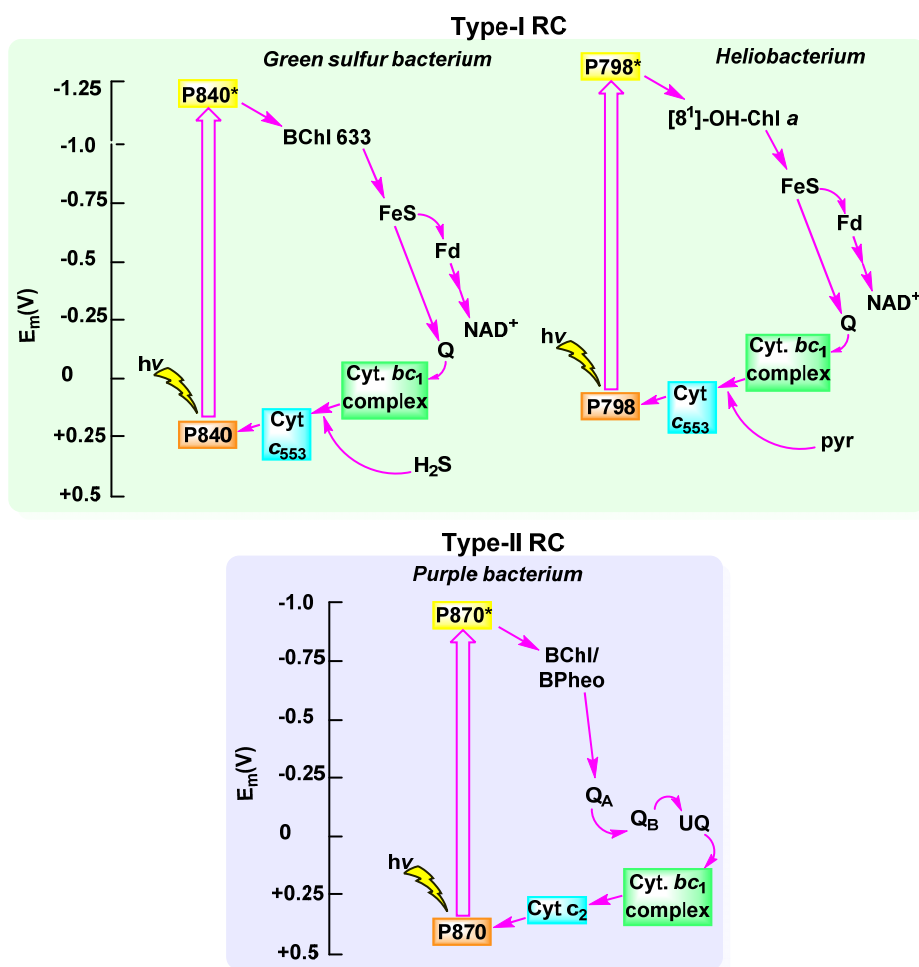 Type-I RC
Green sulfur bacterium
Heliobacterium
-1.25
-1.0
-0.75
-0.5
-0.25
0
+0.25
+0.5
Em(V)
P840*
BChl 633
FeS
Fd
NAD+
Q
Cyt. bc1
complex
Cyt
c553
H2S
hν
P840
P798*
[8¹]-OH-Chl a
FeS
Fd
NAD+
Q
Cyt. bc1
complex
Cyt
c553
pyr
hν
P798
Type-II RC
Purple bacterium
-1.0
-0.75
-0.5
-0.25
0
+0.25
+0.5
Em(V)
P870*
BChl/
BPheo
QA
QB
UQ
Cyt. bc1
complex
Cyt c2
hν
P870